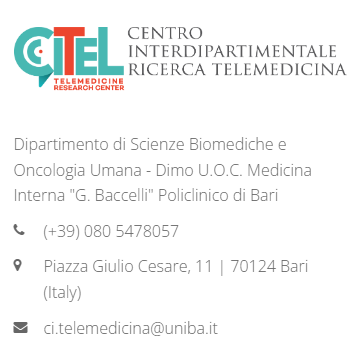 CITEL
TELEMEDICINE
RESEARCH CENTER
CENTRO
INTERDIPARTIMENTALE
RICERCA TELEMEDICINA
Dipartimento di Scienze Biomediche e
Oncologia Umana - Dimo U.O.C. Medicina
Interna "G. Baccelli" Policlinico di Bari
(+39) 080 5478057
Piazza Giulio Cesare, 11 | 70124 Bari
(Italy)
ci.telemedicina@uniba.it